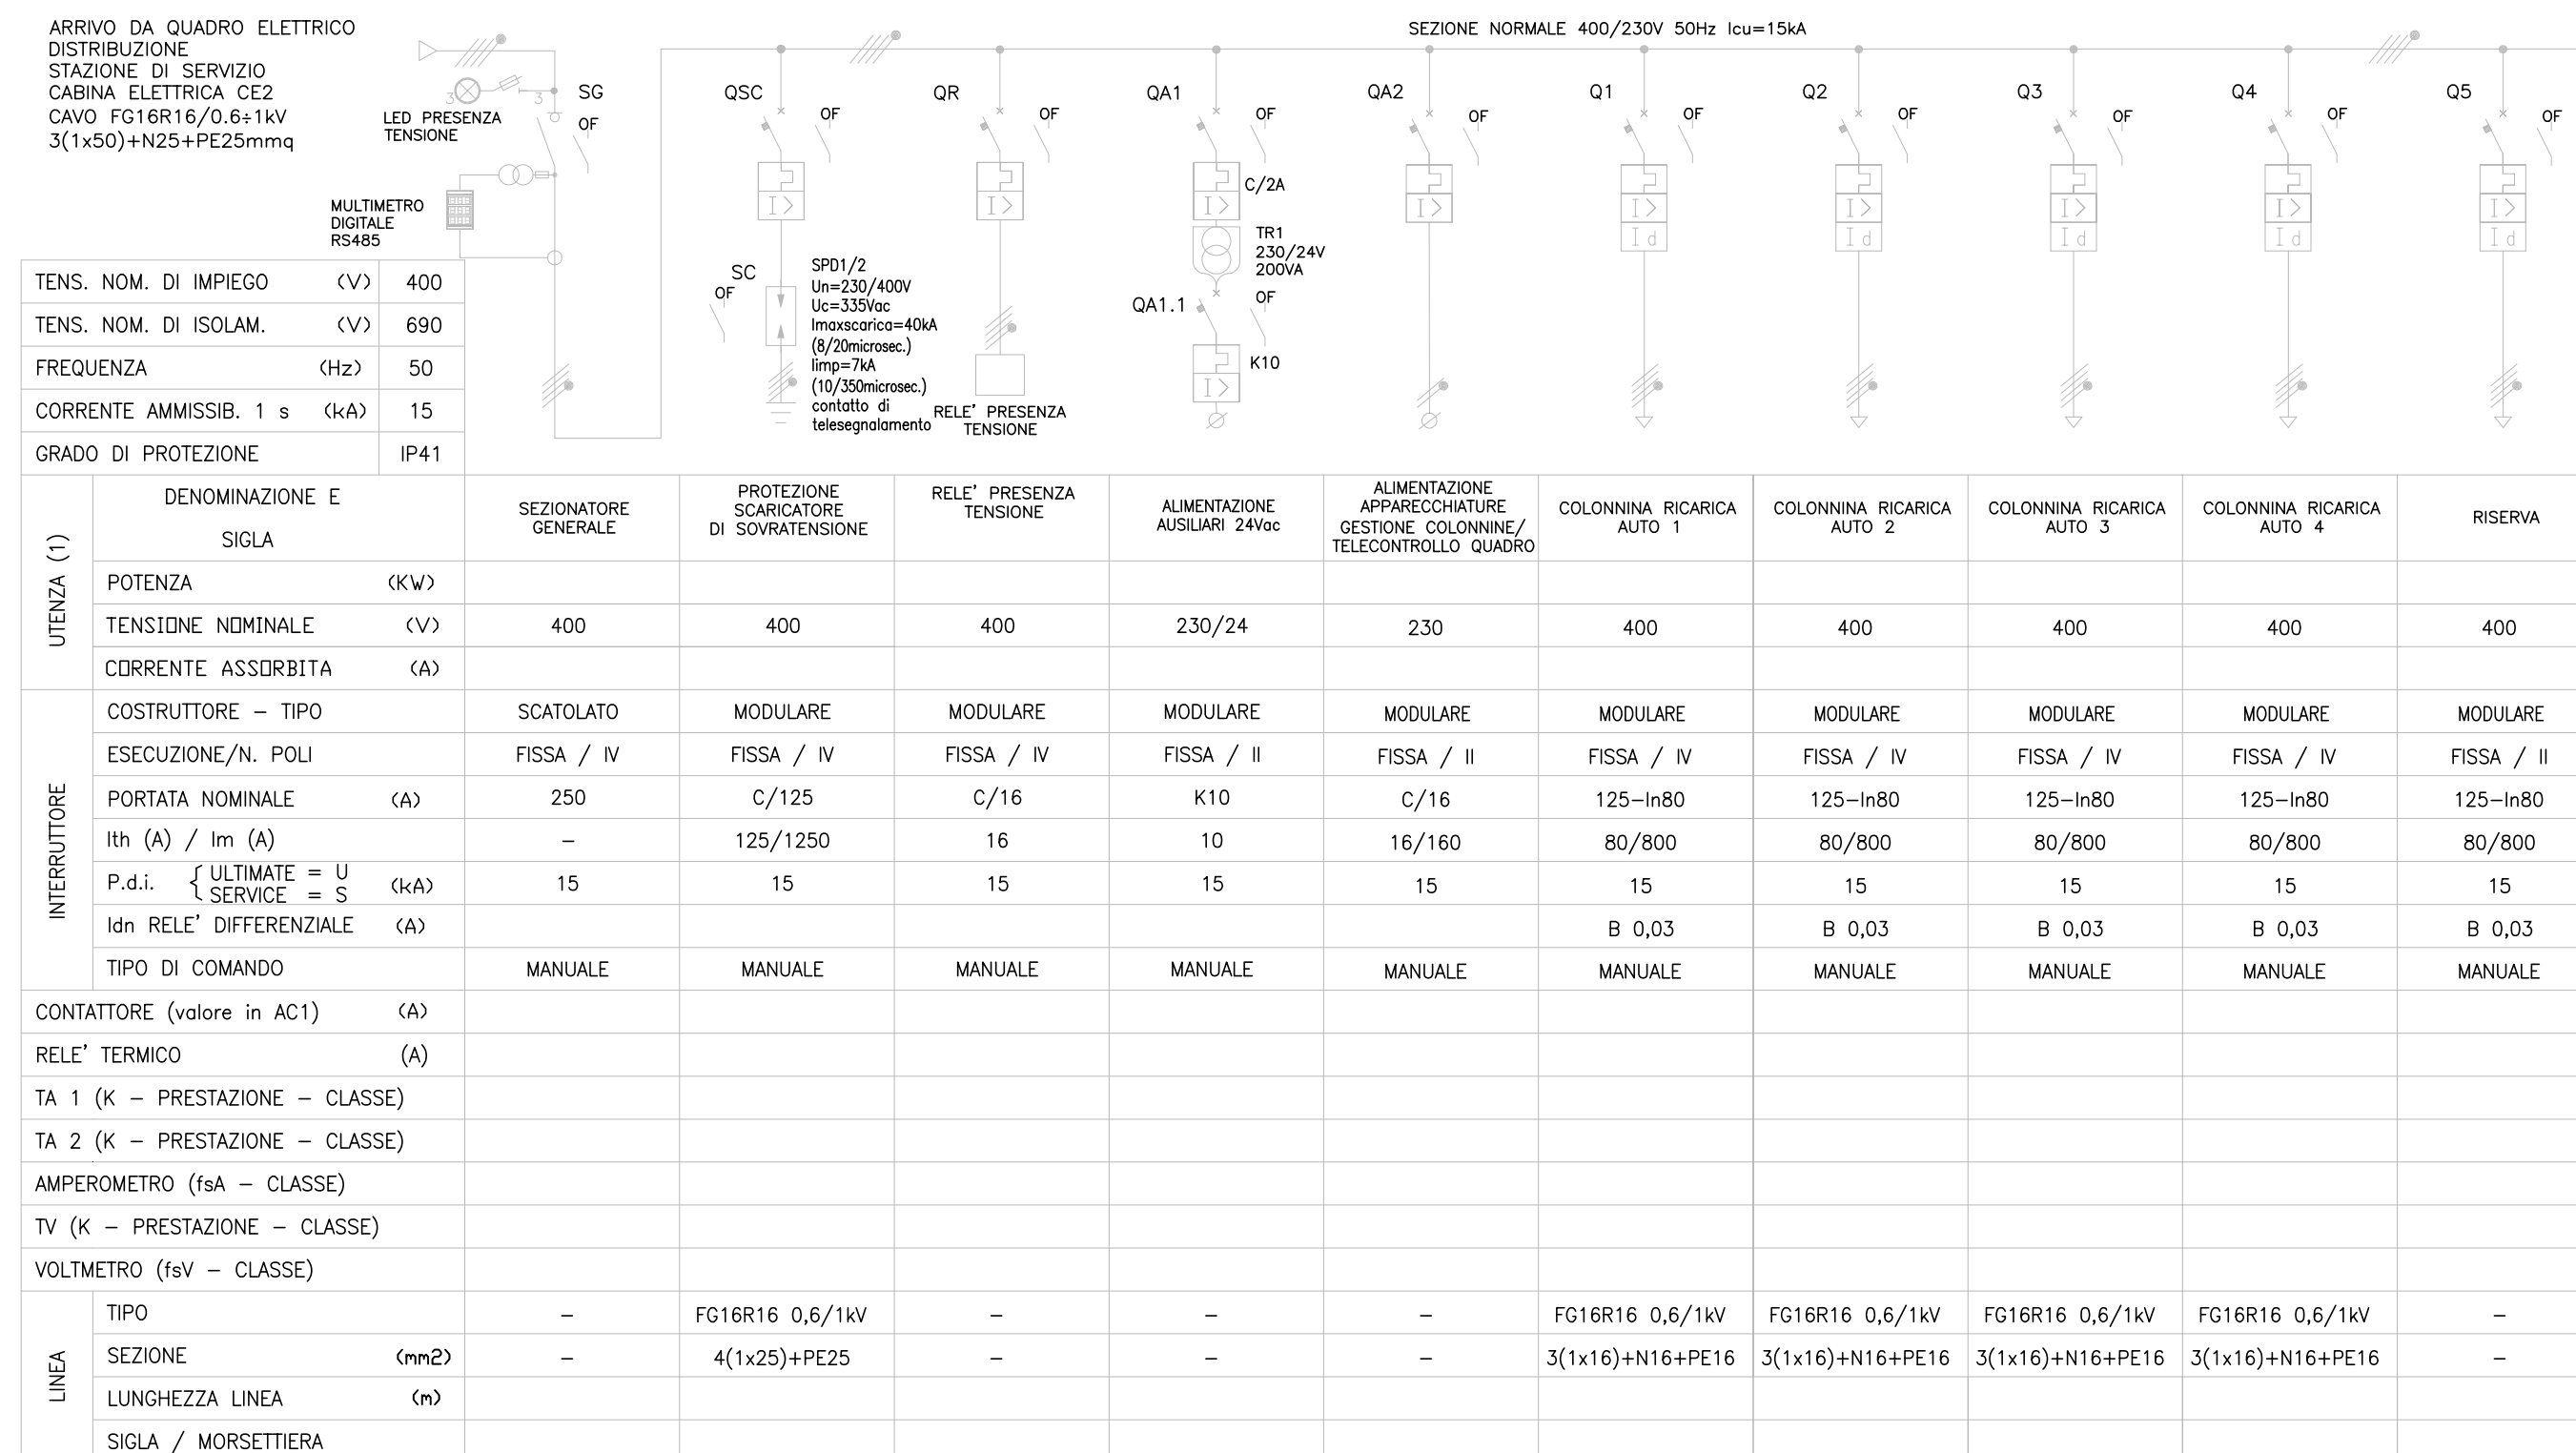 ARRIVO DA QUADRO ELETTRICO
DISTRIBUZIONE
STAZIONE DI SERVIZIO
CABINA ELETTRICA CE2
CAVO FG16R16/0.6÷1kV
3(1x50)+N25+PE25mmq
SEZIONE NORMALE 400/230V 50Hz Icu=15kA
3 3
LED PRESENZA
TENSIONE
SG
OF
MULTIMETRO
DIGITALE
RS485
QSC OF
I>
SC
OF
SPD1/2
Un=230/400V
Uc=335Vac
Imaxscarica=40kA
(8/20microsec.)
Iimp=7kA
(10/350microsec.)
contatto di
telesegnalamento
QR OF
I>
RELE' PRESENZA
TENSIONE
QA1 OF
C/2A
I>
TR1
230/24V
200VA
QA1.1 OF
K10
I>
QA2 OF
I>
Q1 OF
I>
I d
Q2 OF
I>
I d
Q3 OF
I>
I d
Q4 OF
I>
I d
Q5 OF
I>
I d
TENS. NOM. DI IMPIEGO (V) 400
TENS. NOM. DI ISOLAM. (V) 690
FREQUENZA (Hz) 50
CORRENTE AMMISSIB. 1 s (kA) 15
GRADO DI PROTEZIONE IP41
UTENZA (1)
DENOMINAZIONE E
SIGLA
SEZIONATORE
GENERALE
PROTEZIONE
SCARICATORE
DI SOVRATENSIONE
RELE' PRESENZA
TENSIONE
ALIMENTAZIONE
AUSILIARI 24Vac
ALIMENTAZIONE
APPARECCHIATURE
GESTIONE COLONNINE/
TELECONTROLLO QUADRO
COLONNINA RICARICA
AUTO 1
COLONNINA RICARICA
AUTO 2
COLONNINA RICARICA
AUTO 3
COLONNINA RICARICA
AUTO 4
RISERVA
POTENZA (KW)
TENSIONE NOMINALE (V) 400 400 400 230/24 230 400 400 400 400 400
CORRENTE ASSORBITA (A)
INTERRUTTORE
COSTRUTTORE - TIPO SCATOLATO MODULARE MODULARE MODULARE MODULARE MODULARE MODULARE MODULARE MODULARE MODULARE
ESECUZIONE/N. POLI FISSA / IV FISSA / IV FISSA / IV FISSA / II FISSA / II FISSA / IV FISSA / IV FISSA / IV FISSA / IV FISSA / II
PORTATA NOMINALE (A) 250 C/125 C/16 K10 C/16 125-In80 125-In80 125-In80 125-In80 125-In80
Ith (A) / Im (A) - 125/1250 16 10 16/160 80/800 80/800 80/800 80/800 80/800
P.d.i. { ULTIMATE = U
SERVICE = S (kA) 15 15 15 15 15 15 15 15 15 15
Idn RELE' DIFFERENZIALE (A) B 0,03 B 0,03 B 0,03 B 0,03 B 0,03
TIPO DI COMANDO MANUALE MANUALE MANUALE MANUALE MANUALE MANUALE MANUALE MANUALE MANUALE MANUALE
CONTATTORE (valore in AC1) (A)
RELE' TERMICO (A)
TA 1 (K - PRESTAZIONE - CLASSE)
TA 2 (K - PRESTAZIONE - CLASSE)
AMPEROMETRO (fsA - CLASSE)
TV (K - PRESTAZIONE - CLASSE)
VOLTMETRO (fsV - CLASSE)
LINEA
TIPO - FG16R16 0,6/1kV - - - FG16R16 0,6/1kV FG16R16 0,6/1kV FG16R16 0,6/1kV FG16R16 0,6/1kV -
SEZIONE (mm2) - 4(1x25)+PE25 - - - 3(1x16)+N16+PE16 3(1x16)+N16+PE16 3(1x16)+N16+PE16 3(1x16)+N16+PE16 -
LUNGHEZZA LINEA (m)
SIGLA / MORSETTIERA